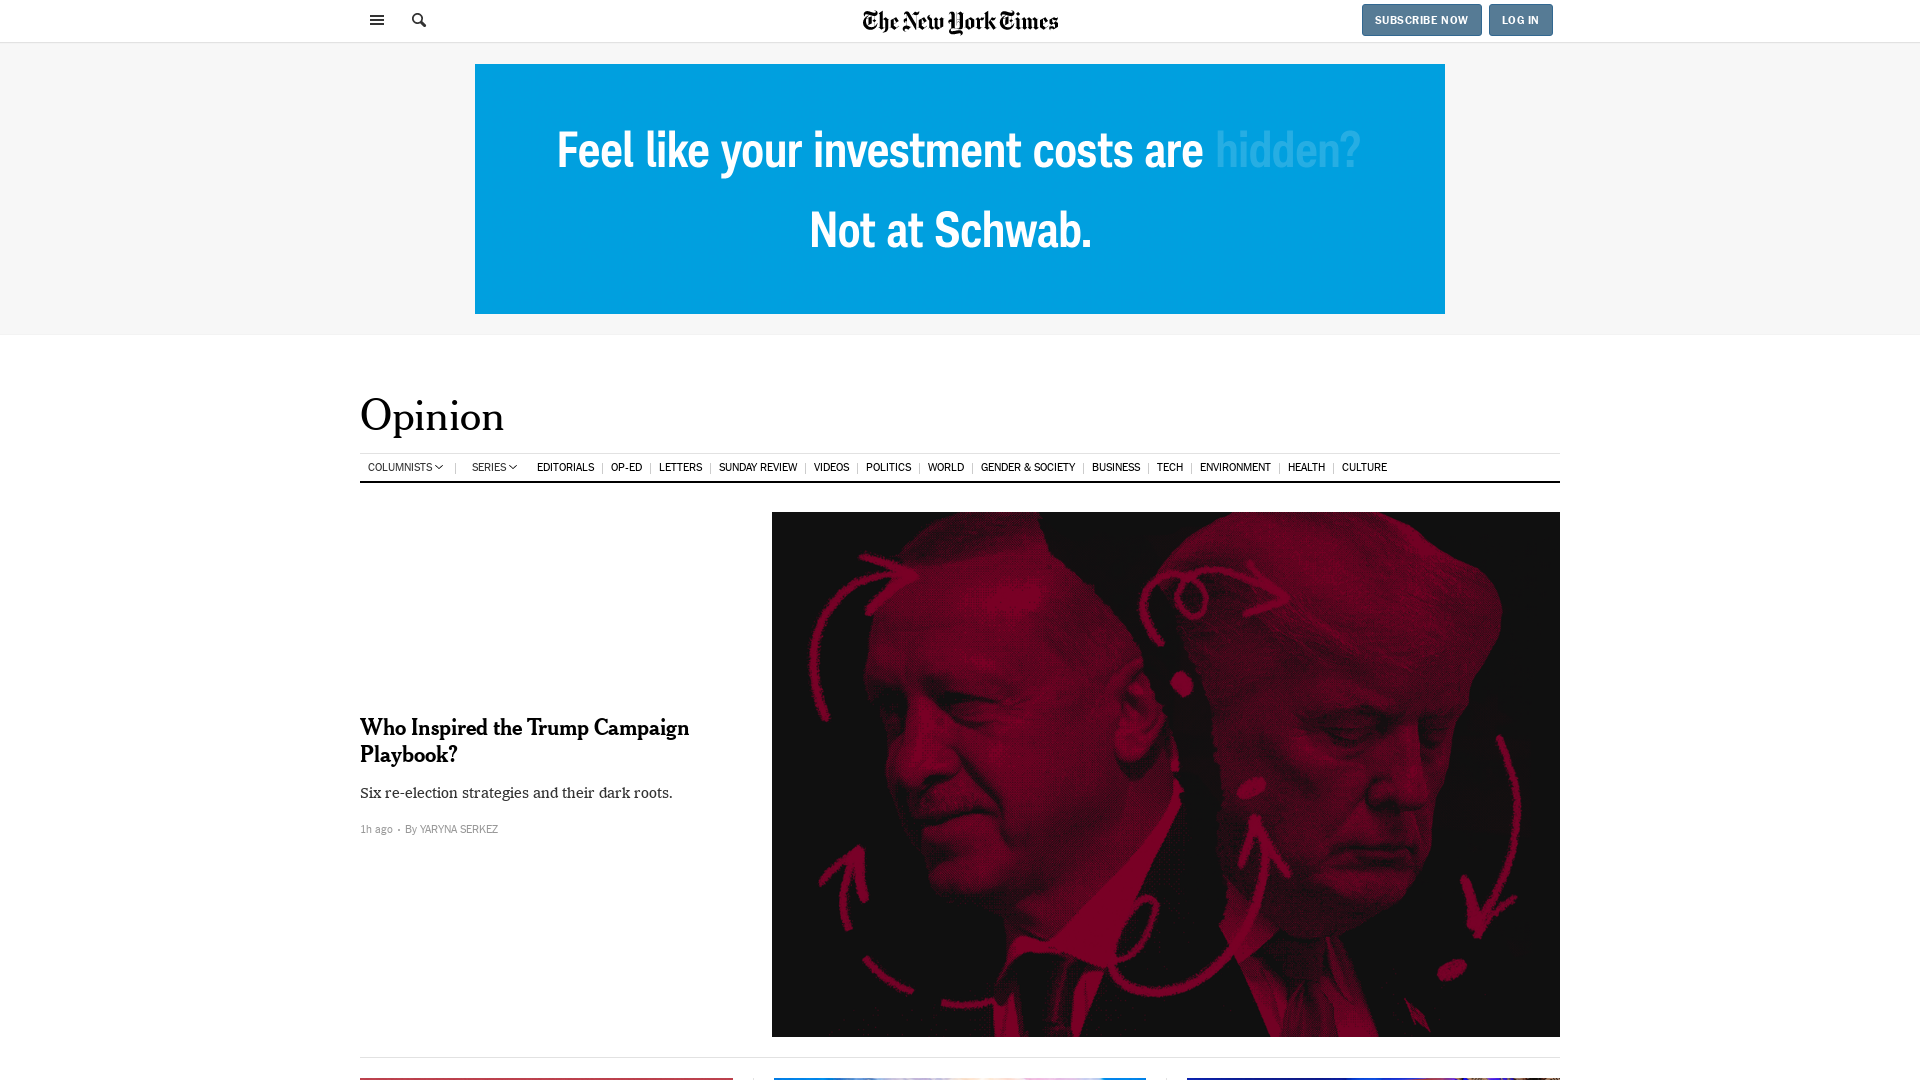 The New York Times
SUBSCRIBE NOW
LOG IN
Feel like your investment costs are hidden?
Not at Schwab.
Opinion
COLUMNISTS
SERIES
EDITORIALS
OP-ED
LETTERS
SUNDAY REVIEW
VIDEOS
POLITICS
WORLD
GENDER & SOCIETY
BUSINESS
TECH
ENVIRONMENT
HEALTH
CULTURE
Who Inspired the Trump Campaign
Playbook?
Six re-election strategies and their dark roots.
1h ago • By YARYNA SERKEZ